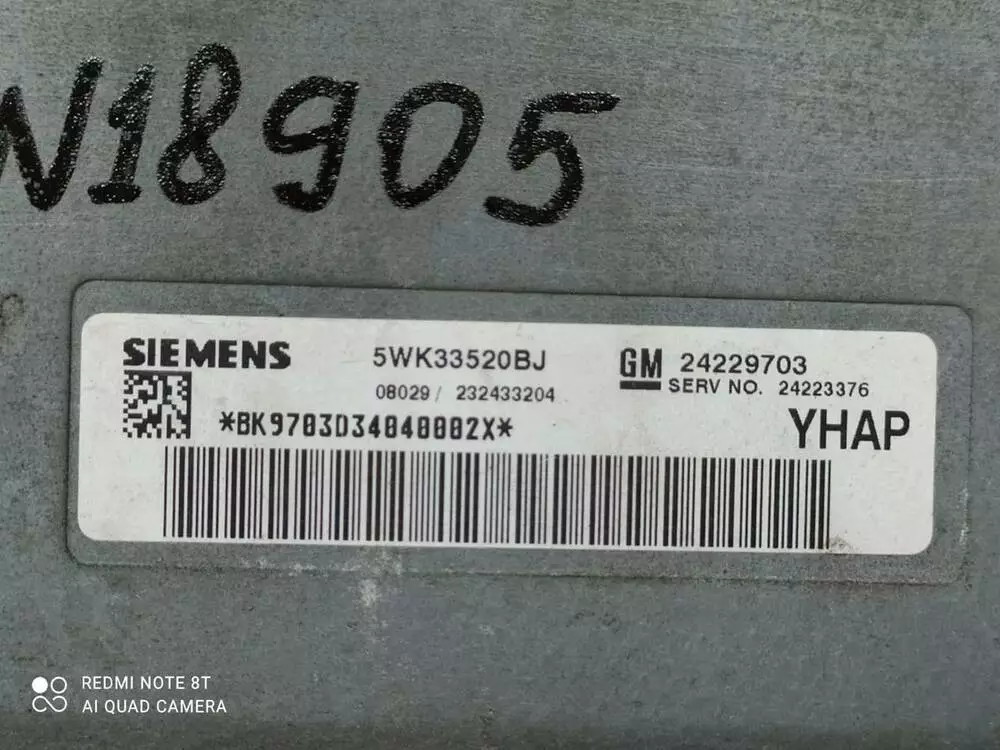 N18905
SIEMENS 5WK33520BJ GM 24229703
08029/ 232433204 SERV NO. 24223376
*BK9703D34040002X* YHAP
REDMI NOTE 8T
AI QUAD CAMERA